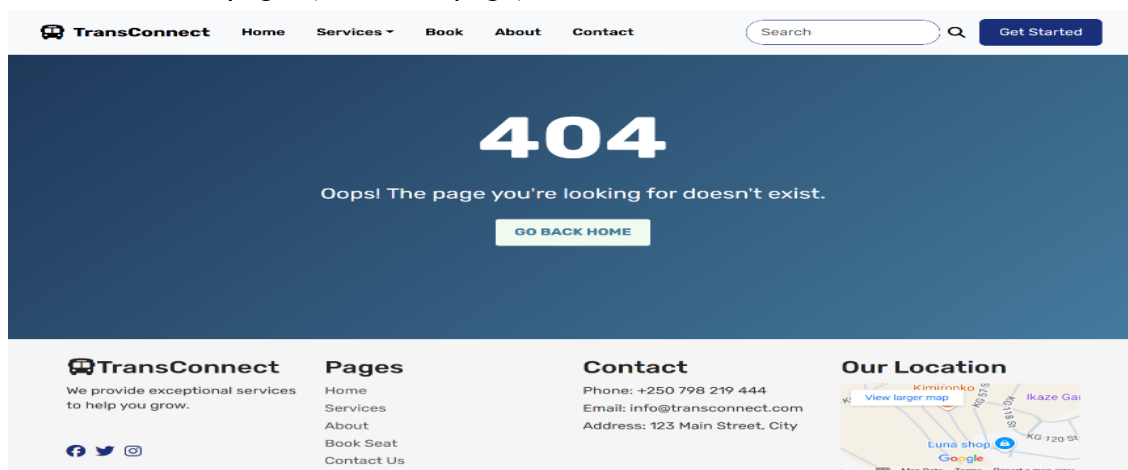 TransConnect Home Services Book About Contact Search Get Started
404
Oops! The page you're looking for doesn't exist.
GO BACK HOME
TransConnect
We provide exceptional services
to help you grow.
Pages
Home
Services
About
Book Seat
Contact Us
Contact
Phone: +250 798 219 444
Email: info@transconnect.com
Address: 123 Main Street, City
Our Location
Kimironko
View larger map
KG 57 S
Ikaze Gar
Luna shop
KG 120 St
Google